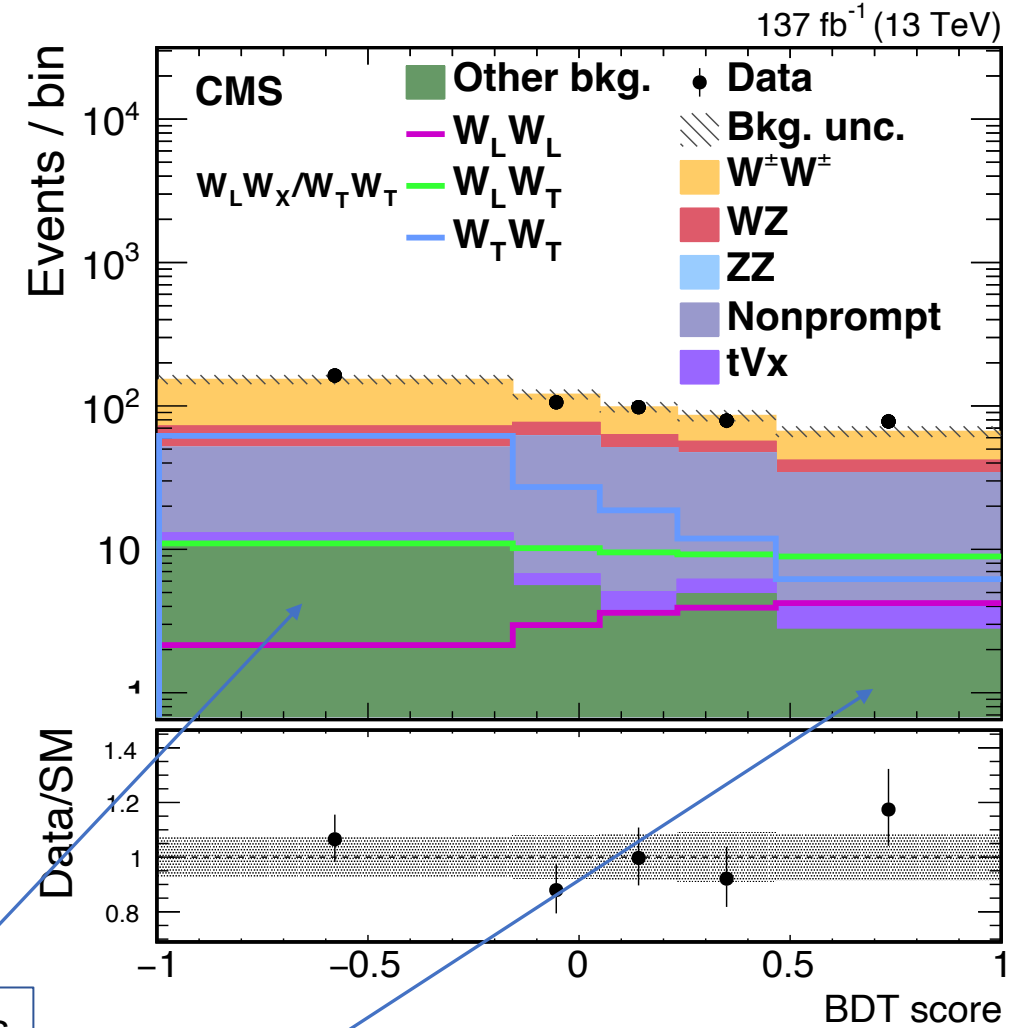 137 fb⁻¹ (13 TeV)
Events / bin
CMS
W_L W_X/W_T W_T
Other bkg.
W_L W_L
W_L W_T
W_T W_T
Data
Bkg. unc.
W^±W^±
WZ
ZZ
Nonprompt
tVx
10⁴
10³
10²
10
1
Data/SM
1.4
1.2
1
0.8
−1 −0.5 0 0.5 1
BDT score